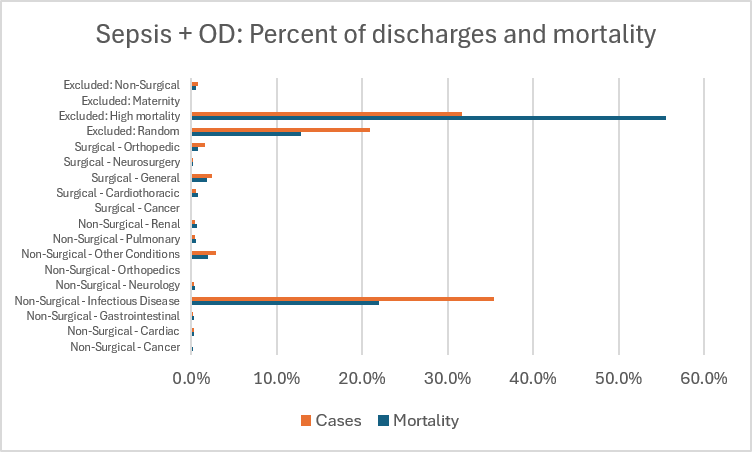 Sepsis + OD: Percent of discharges and mortality
Excluded: Non-Surgical
Excluded: Maternity
Excluded: High mortality
Excluded: Random
Surgical - Orthopedic
Surgical - Neurosurgery
Surgical - General
Surgical - Cardiothoracic
Surgical - Cancer
Non-Surgical - Renal
Non-Surgical - Pulmonary
Non-Surgical - Other Conditions
Non-Surgical - Orthopedics
Non-Surgical - Neurology
Non-Surgical - Infectious Disease
Non-Surgical - Gastrointestinal
Non-Surgical - Cardiac
Non-Surgical - Cancer
0.0% 10.0% 20.0% 30.0% 40.0% 50.0% 60.0%
Cases Mortality